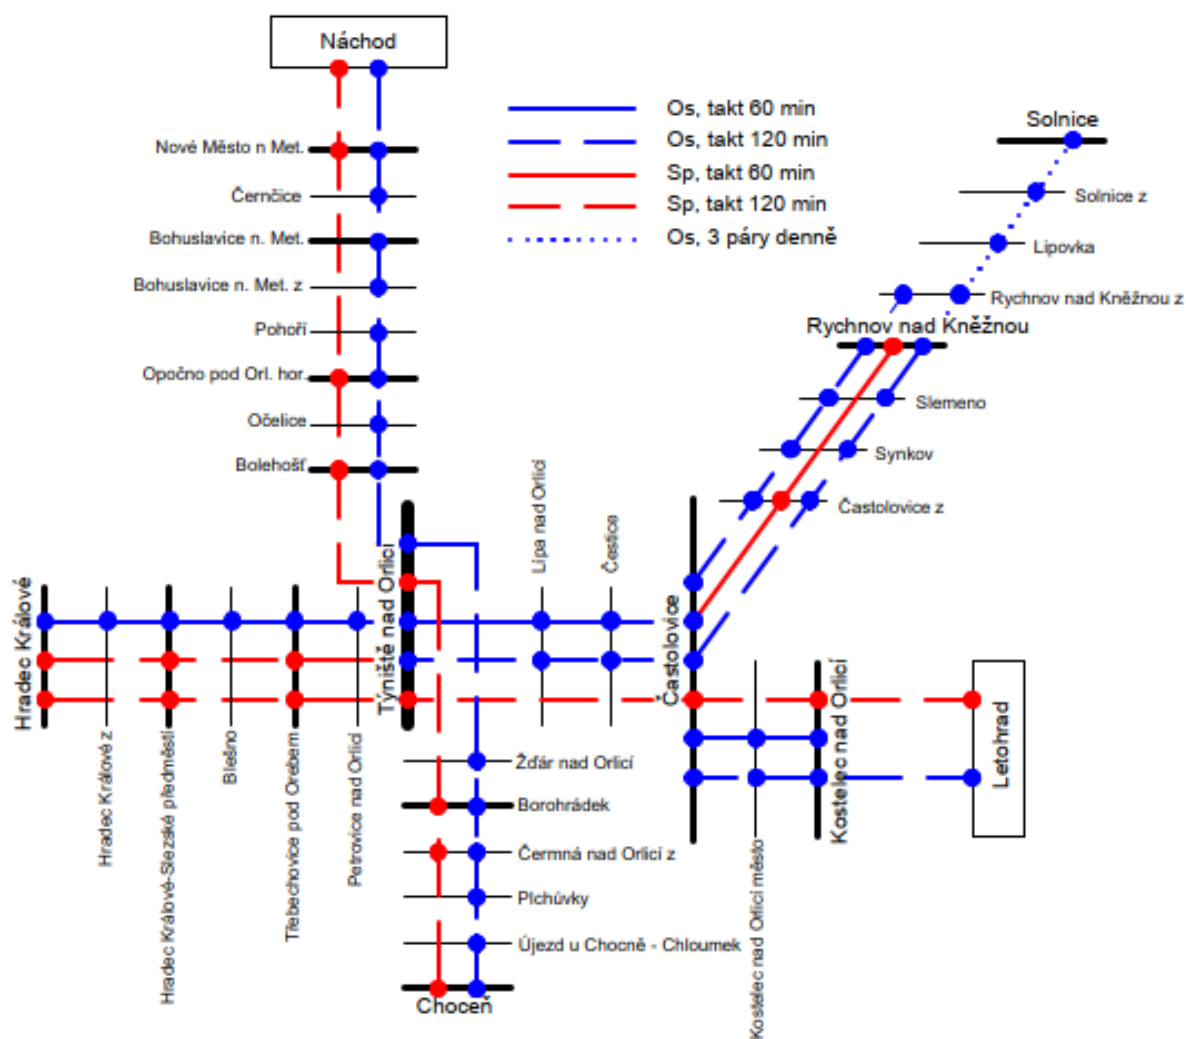 Náchod
Os, takt 60 min
Os, takt 120 min
Sp, takt 60 min
Sp, takt 120 min
Os, 3 páry denně
Solnice
Solnice z
Lipovka
Rychnov nad Kněžnou z
Rychnov nad Kněžnou
Slemeno
Synkov
Častolovice z
Nové Město n Met.
Černčice
Bohuslavice n. Met.
Bohuslavice n. Met. z
Pohoří
Opočno pod Orl. hor.
Očelice
Bolehošť
Hradec Králové
Hradec Králové z
Hradec Králové-Slezské předměstí
Blešno
Třebechovice pod Orebem
Petrovice nad Orlicí
Týniště nad Orlicí
Lípa nad Orlicí
Čestice
Častolovice
Kostelec nad Orlicí město
Kostelec nad Orlicí
Letohrad
Žďár nad Orlicí
Borohrádek
Čermná nad Orlicí z
Plchůvky
Újezd u Chocně - Chloumek
Choceň